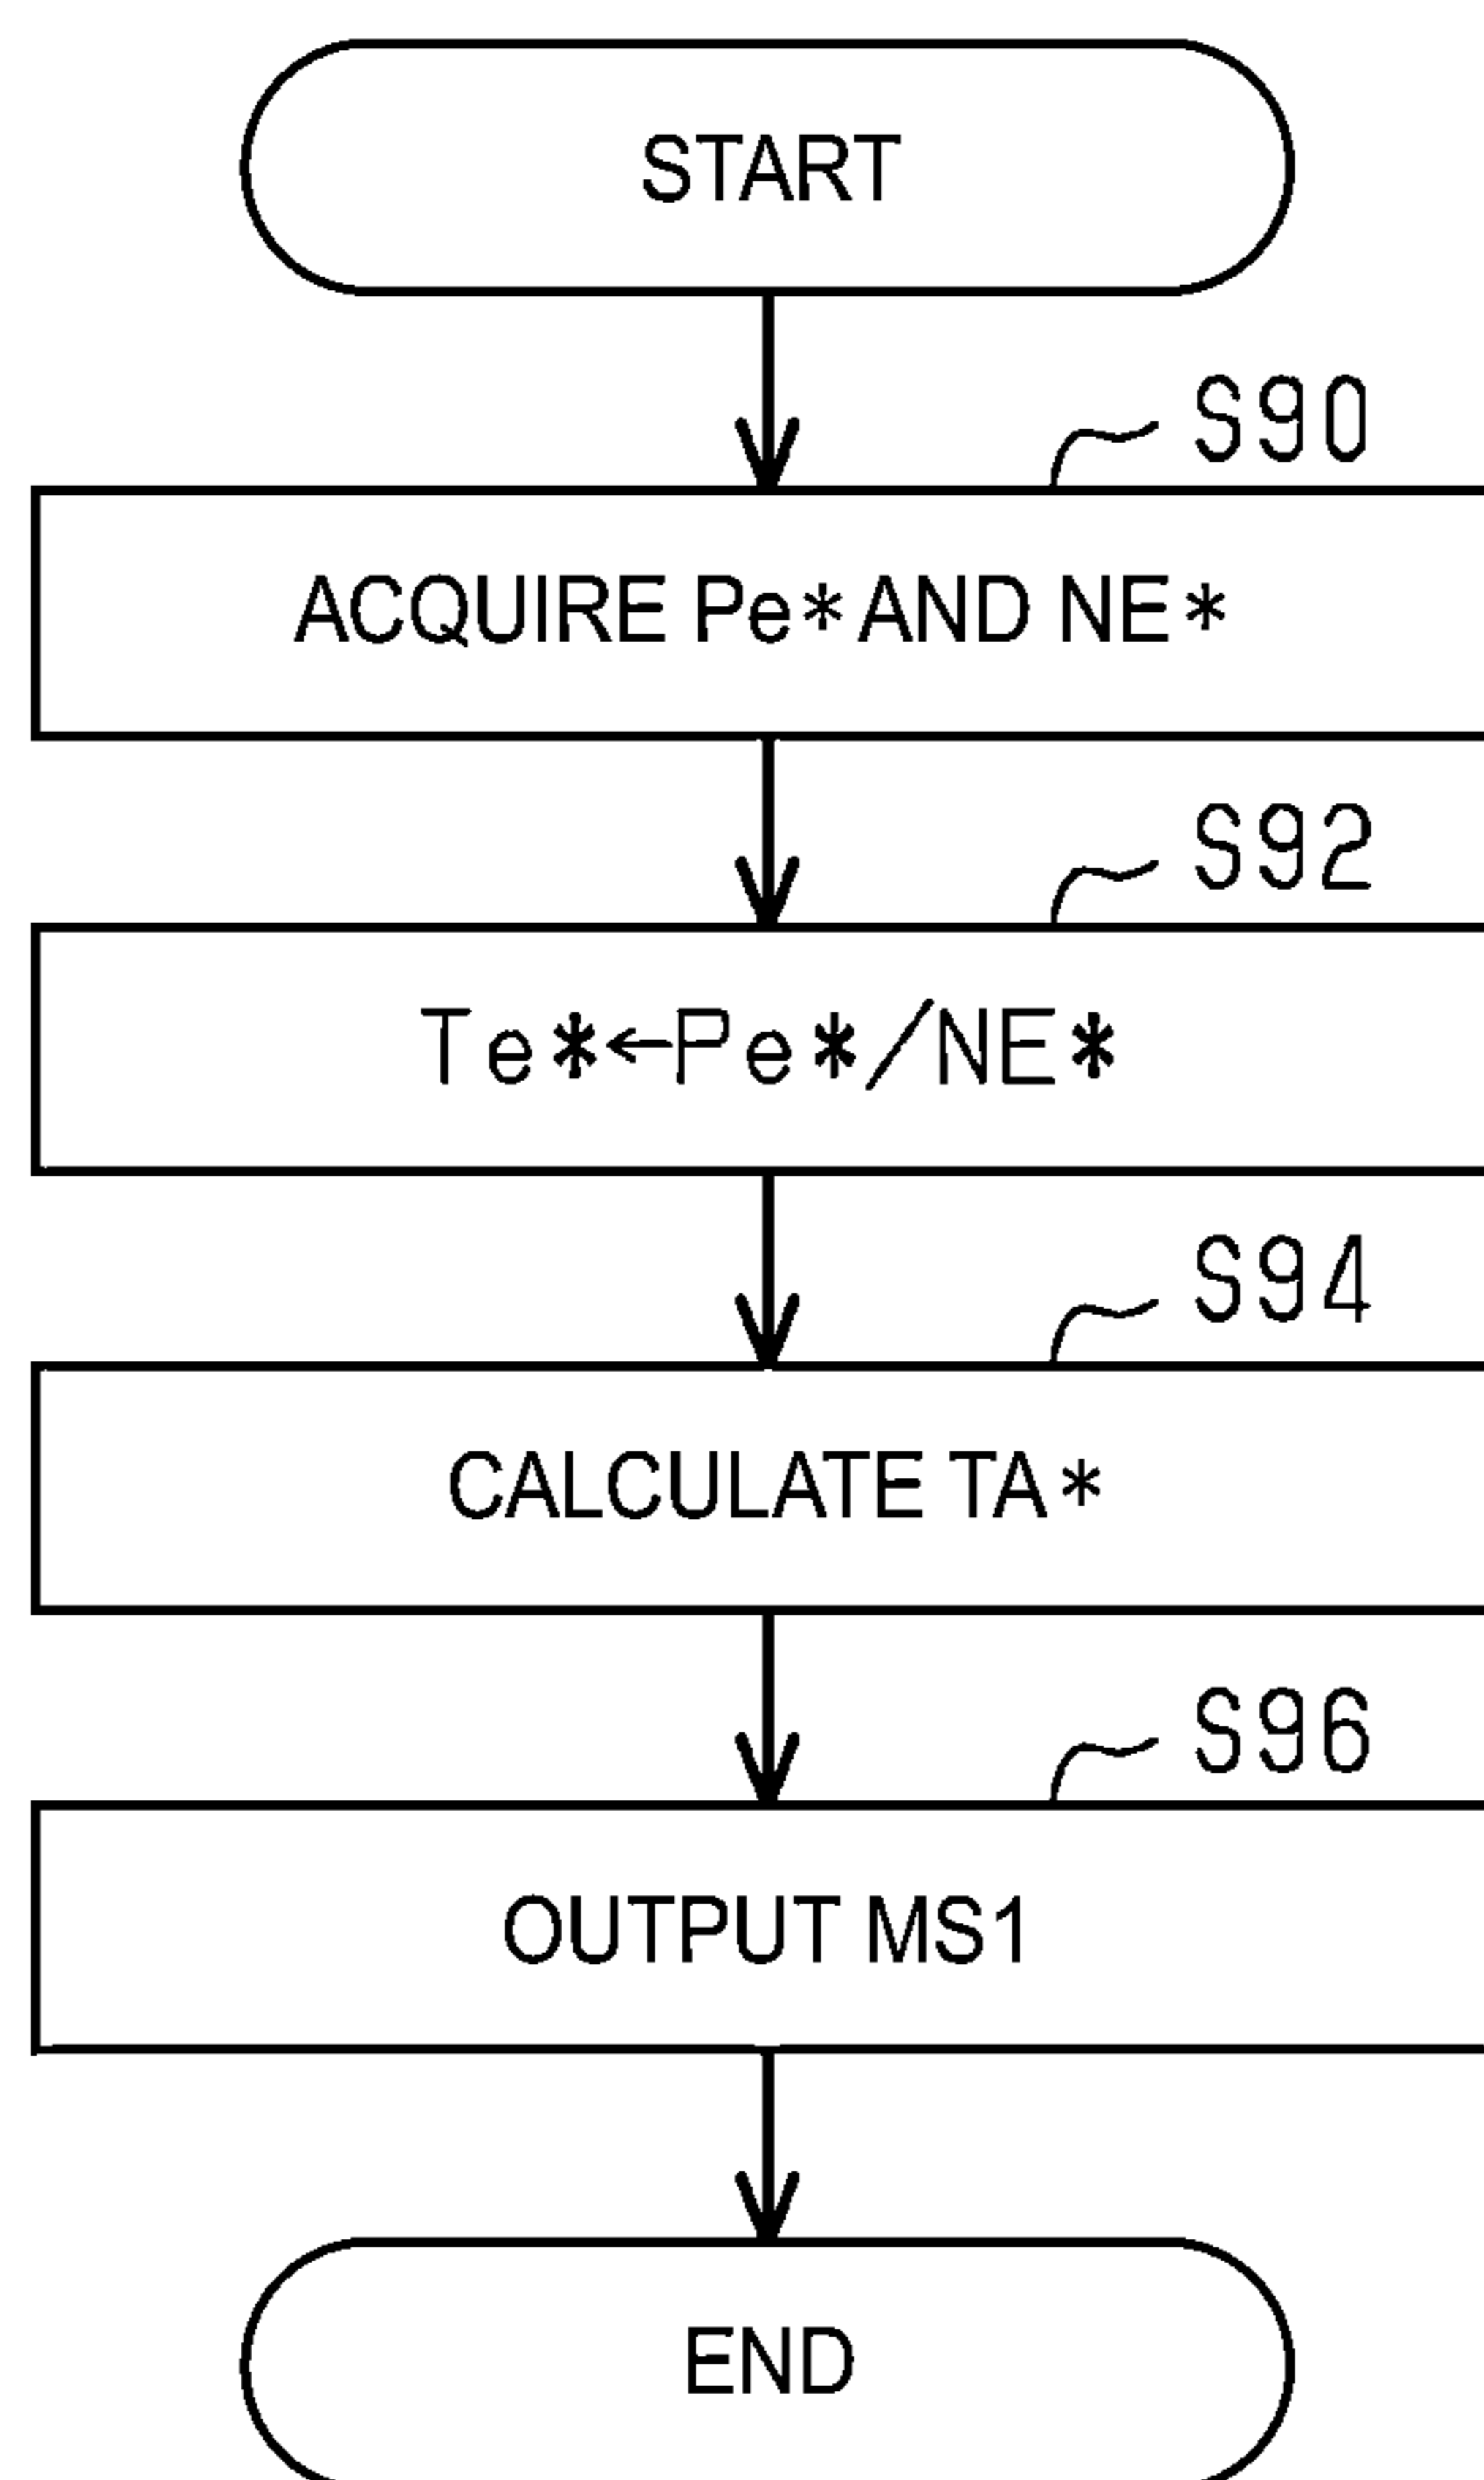 START
S90
ACQUIRE Pe* AND NE*
S92
Te*←Pe*/NE*
S94
CALCULATE TA*
S96
OUTPUT MS1
END